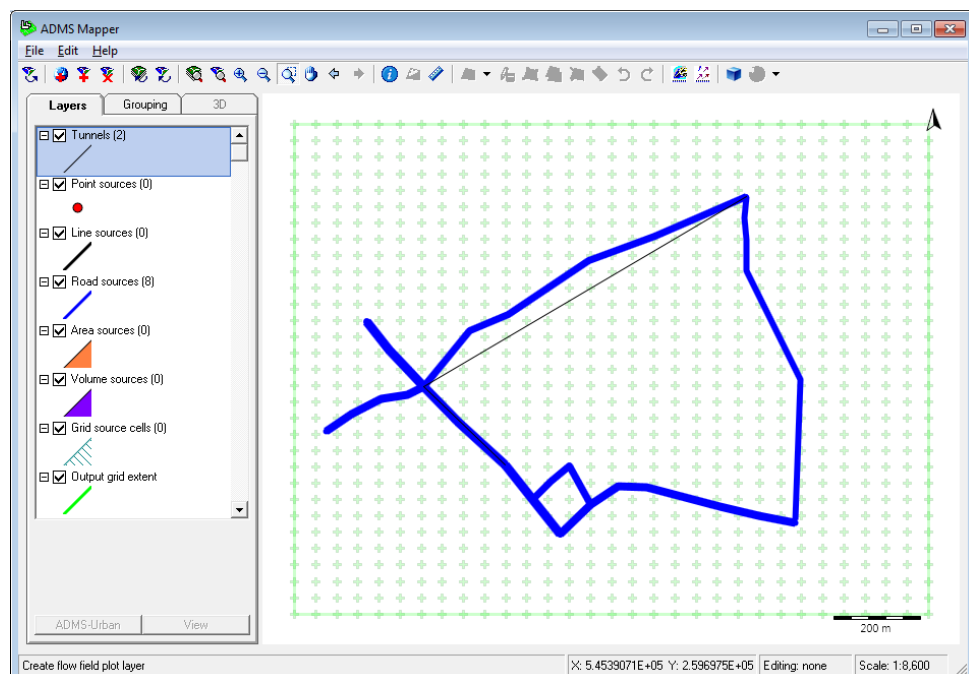 ADMS Mapper
File Edit Help
Layers Grouping 3D
Tunnels (2)
Point sources (0)
Line sources (0)
Road sources (8)
Area sources (0)
Volume sources (0)
Grid source cells (0)
Output grid extent
200 m
ADMS-Urban View
Create flow field plot layer X: 5.4539071E+05 Y: 2.596975E+05 Editing: none Scale: 1:8,600